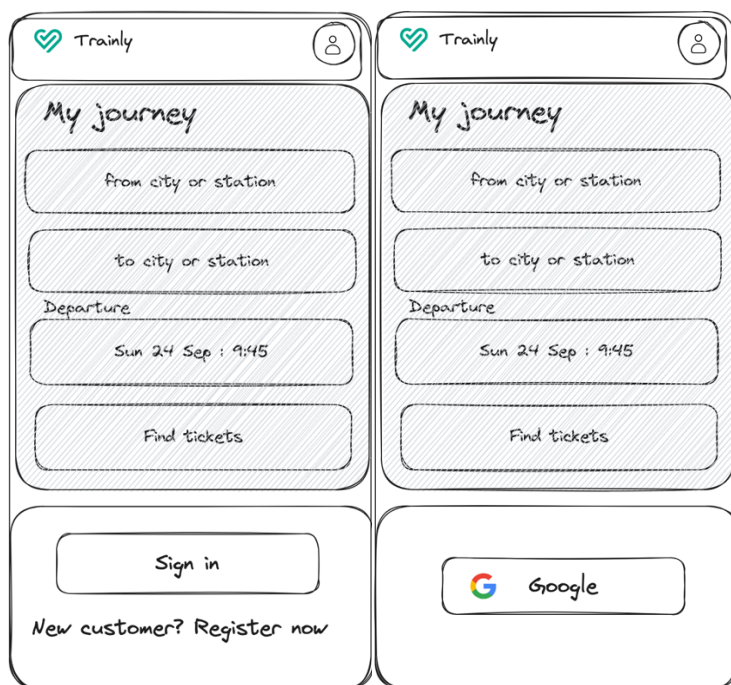 Trainly
My journey
from city or station
to city or station
Departure
Sun 24 Sep : 9:45
Find tickets
Sign in
New customer? Register now
Trainly
My journey
from city or station
to city or station
Departure
Sun 24 Sep : 9:45
Find tickets
Google